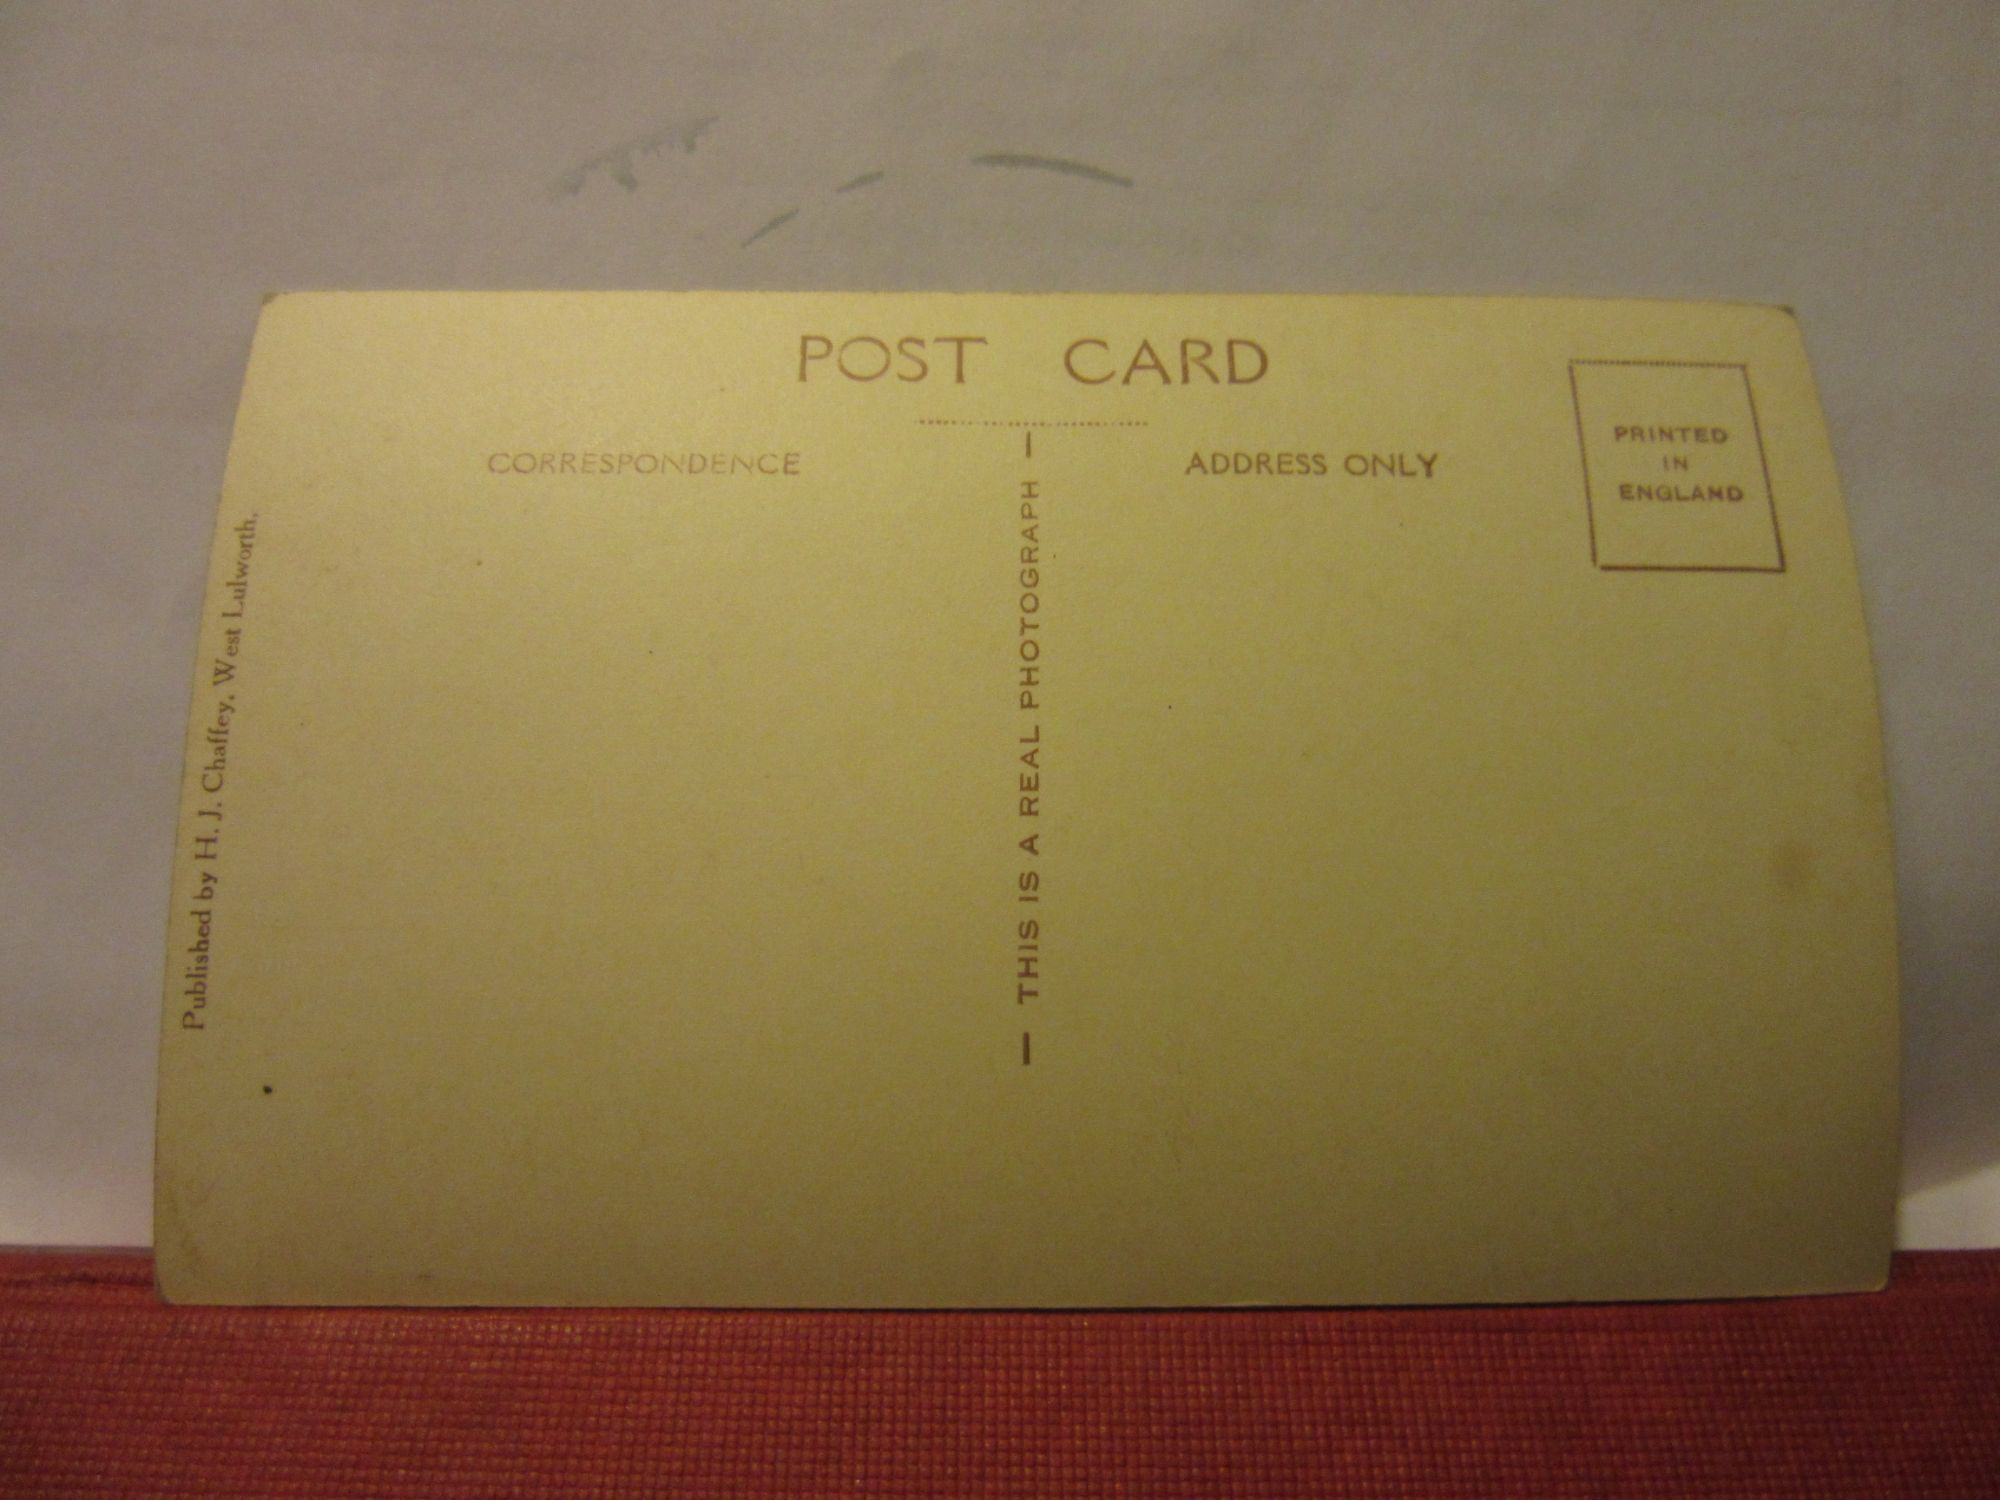 POST CARD
CORRESPONDENCE
ADDRESS ONLY
PRINTED
IN
ENGLAND
— THIS IS A REAL PHOTOGRAPH —
Published by H. J. Chaffey, West Lulworth.